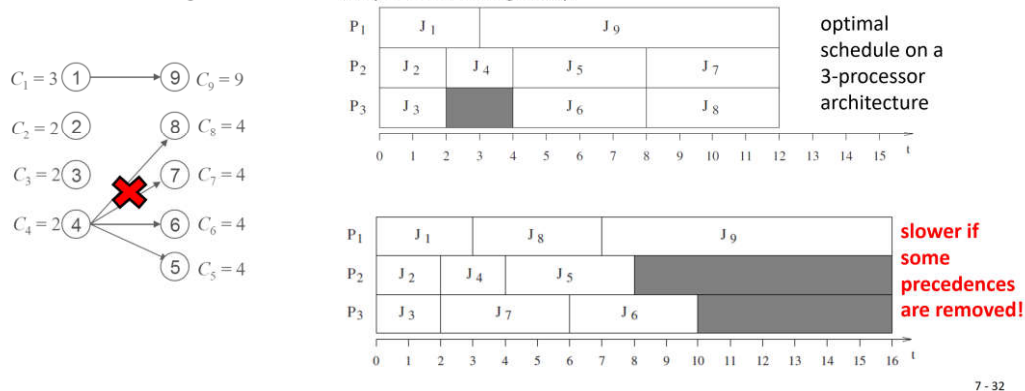 C₁ = 3 1 9 C₉ = 9
C₂ = 2 2 8 C₈ = 4
C₃ = 2 3 7 C₇ = 4
C₄ = 2 4 6 C₆ = 4
5 C₅ = 4
P₁ J₁ J₉
P₂ J₂ J₄ J₅ J₇
P₃ J₃ J₆ J₈
0 1 2 3 4 5 6 7 8 9 10 11 12 13 14 15 t
optimal
schedule on a
3-processor
architecture
P₁ J₁ J₈ J₉
P₂ J₂ J₄ J₅
P₃ J₃ J₇ J₆
0 1 2 3 4 5 6 7 8 9 10 11 12 13 14 15 16 t
slower if
some
precedences
are removed!
7 - 32